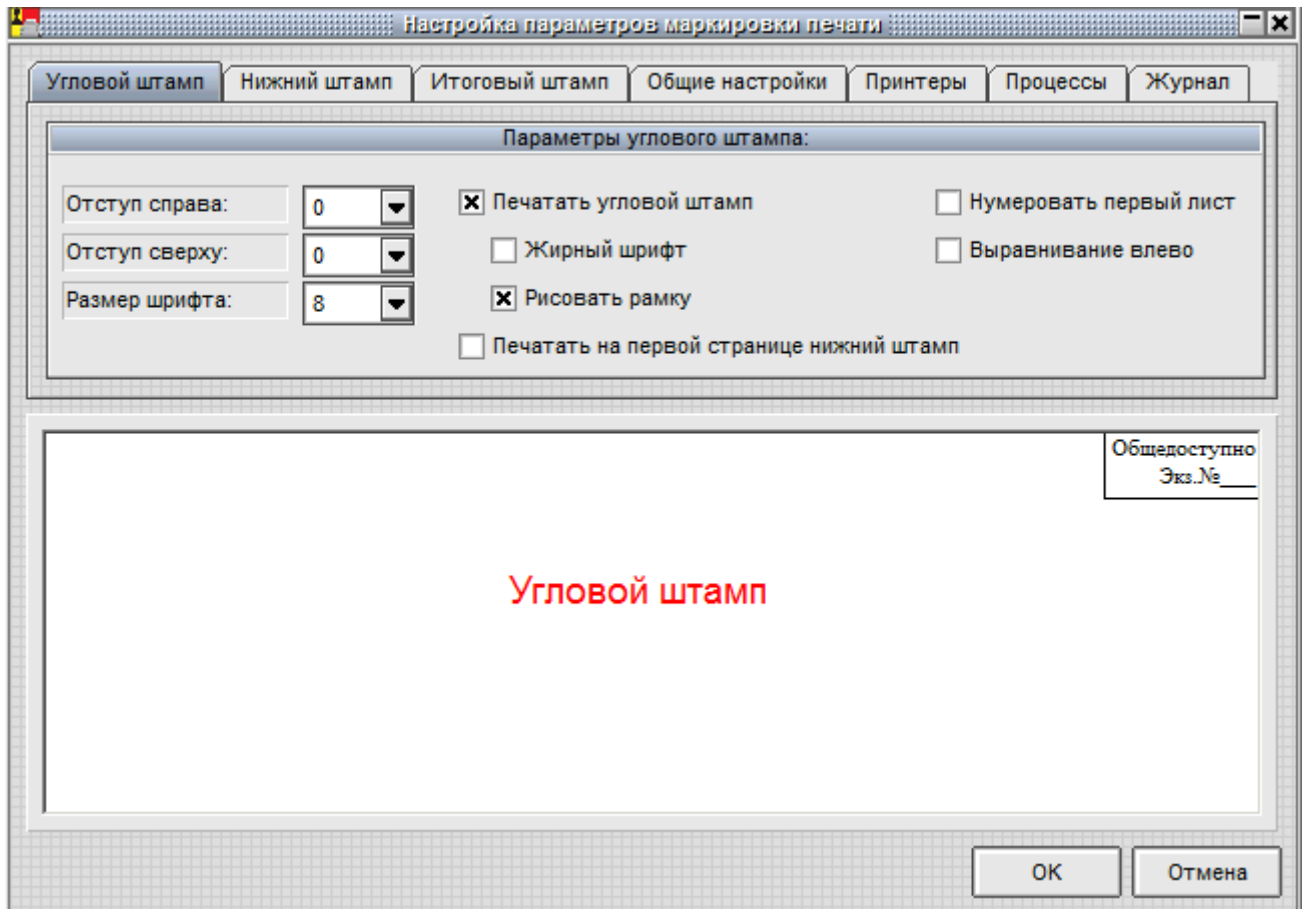 Настройка параметров маркировки печати
Угловой штамп Нижний штамп Итоговый штамп Общие настройки Принтеры Процессы Журнал
Параметры углового штампа:
Отступ справа: 0 Печатать угловой штамп Нумеровать первый лист
Отступ сверху: 0 Жирный шрифт Выравнивание влево
Размер шрифта: 8 Рисовать рамку
Печатать на первой странице нижний штамп
Общедоступно
Экз.№___
Угловой штамп
OK Отмена